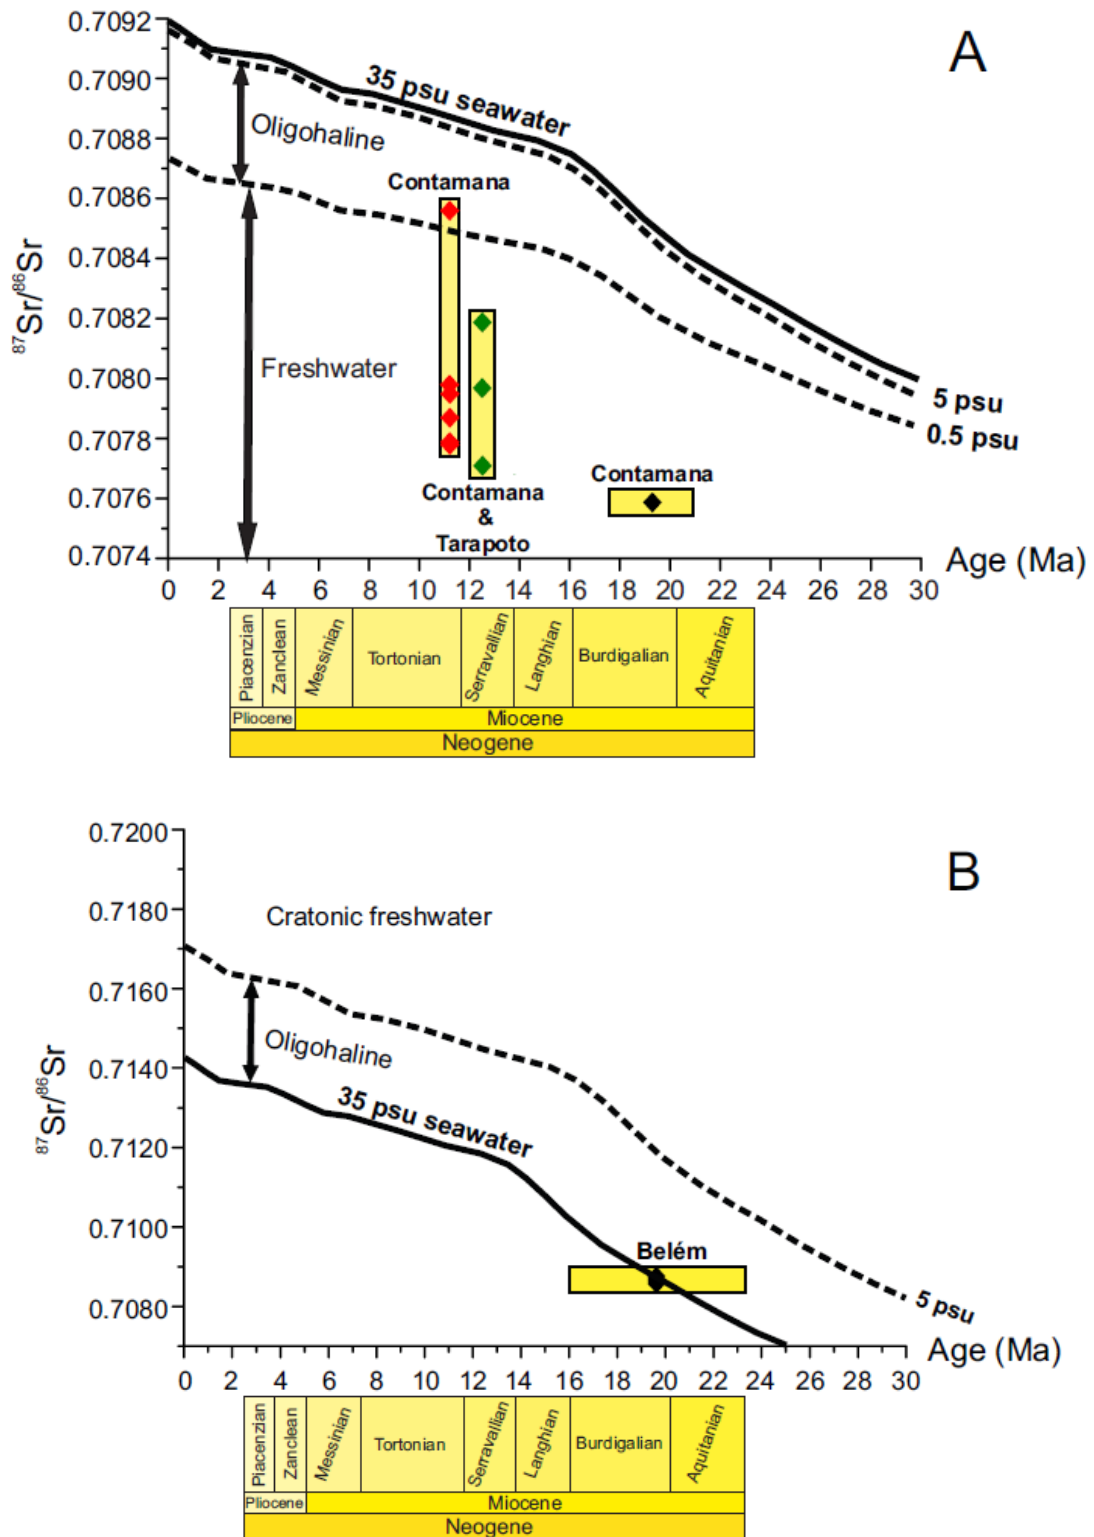 A
0.7092
0.7090
0.7088
0.7086
0.7084
0.7082
0.7080
0.7078
0.7076
0.7074
⁸⁷Sr/⁸⁶Sr
35 psu seawater
Oligohaline
Contamana
Freshwater
5 psu
0.5 psu
Contamana
Contamana
&
Tarapoto
0 2 4 6 8 10 12 14 16 18 20 22 24 26 28 30
Age (Ma)
Piacenzian Zanclean Messinian Tortonian Serravallian Langhian Burdigalian Aquitanian
Pliocene Miocene
Neogene
B
0.7200
0.7180
0.7160
0.7140
0.7120
0.7100
0.7080
⁸⁷Sr/⁸⁶Sr
Cratonic freshwater
Oligohaline
35 psu seawater
Belém
5 psu
Age (Ma)
0 2 4 6 8 10 12 14 16 18 20 22 24 26 28 30
Piacenzian Zanclean Messinian Tortonian Serravallian Langhian Burdigalian Aquitanian
Pliocene Miocene
Neogene